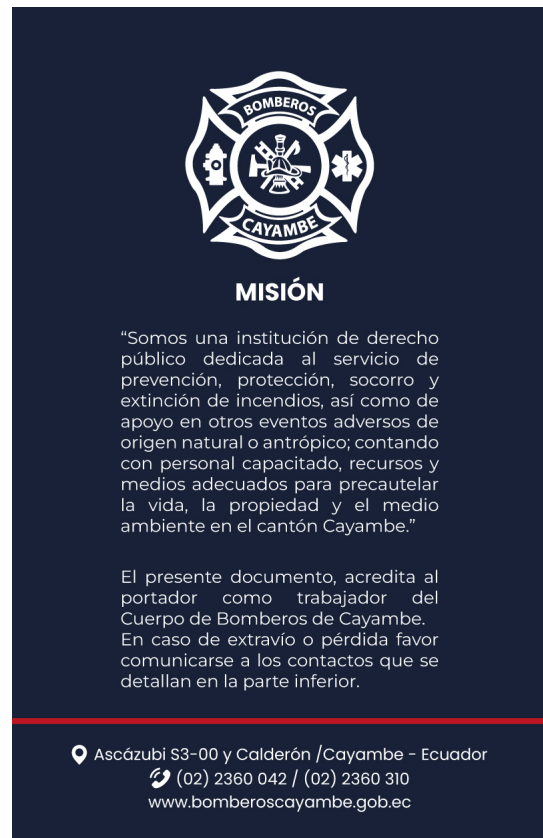 BOMBEROS
CAYAMBE
MISIÓN
“Somos una institución de derecho
público dedicada al servicio de
prevención, protección, socorro y
extinción de incendios, así como de
apoyo en otros eventos adversos de
origen natural o antrópico; contando
con personal capacitado, recursos y
medios adecuados para precautelar
la vida, la propiedad y el medio
ambiente en el cantón Cayambe.”
El presente documento, acredita al
portador como trabajador del
Cuerpo de Bomberos de Cayambe.
En caso de extravío o pérdida favor
comunicarse a los contactos que se
detallan en la parte inferior.
Ascázubi S3-00 y Calderón /Cayambe - Ecuador
(02) 2360 042 / (02) 2360 310
www.bomberoscayambe.gob.ec